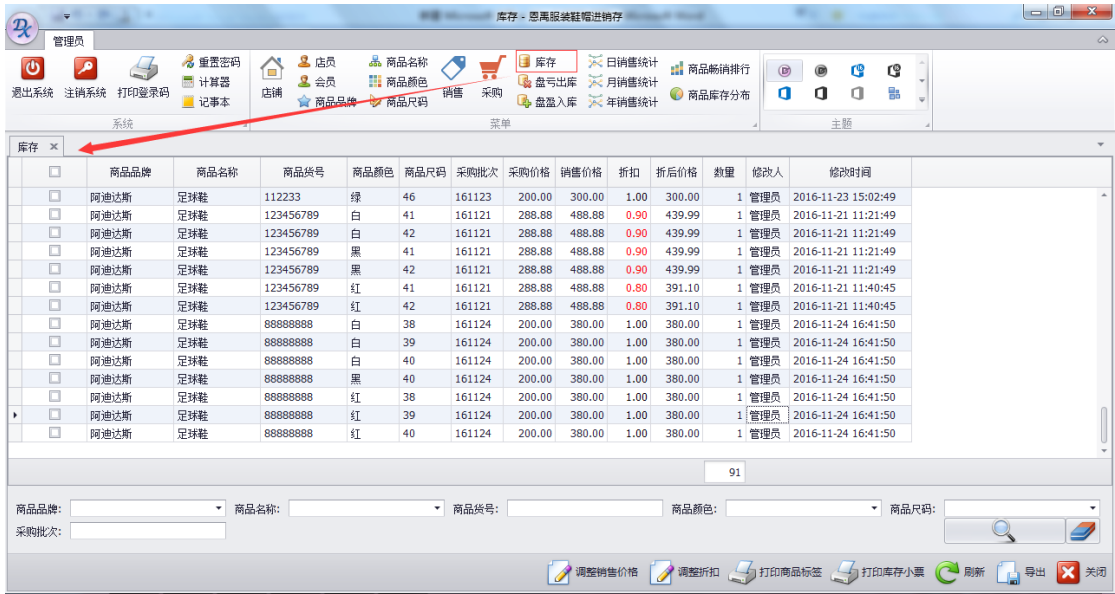 库存 - 恩禹服装鞋帽进销存
管理员
退出系统 注销系统 打印登录码 重置密码 计算器 记事本
系统
店铺 店员 会员 商品品牌 商品名称 商品颜色 商品尺码 销售 采购 库存 盘亏出库 盘盈入库 日销售统计 月销售统计 年销售统计 商品畅销排行 商品库存分布
菜单
主题
库存 ×
商品品牌 商品名称 商品货号 商品颜色 商品尺码 采购批次 采购价格 销售价格 折扣 折后价格 数量 修改人 修改时间
阿迪达斯 足球鞋 112233 绿 46 161123 200.00 300.00 1.00 300.00 1 管理员 2016-11-23 15:02:49
阿迪达斯 足球鞋 123456789 白 41 161121 288.88 488.88 0.90 439.99 1 管理员 2016-11-21 11:21:49
阿迪达斯 足球鞋 123456789 白 42 161121 288.88 488.88 0.90 439.99 1 管理员 2016-11-21 11:21:49
阿迪达斯 足球鞋 123456789 黑 41 161121 288.88 488.88 0.90 439.99 1 管理员 2016-11-21 11:21:49
阿迪达斯 足球鞋 123456789 黑 42 161121 288.88 488.88 0.90 439.99 1 管理员 2016-11-21 11:21:49
阿迪达斯 足球鞋 123456789 红 41 161121 288.88 488.88 0.80 391.10 1 管理员 2016-11-21 11:40:45
阿迪达斯 足球鞋 123456789 红 42 161121 288.88 488.88 0.80 391.10 1 管理员 2016-11-21 11:40:45
阿迪达斯 足球鞋 88888888 白 38 161124 200.00 380.00 1.00 380.00 1 管理员 2016-11-24 16:41:50
阿迪达斯 足球鞋 88888888 白 39 161124 200.00 380.00 1.00 380.00 1 管理员 2016-11-24 16:41:50
阿迪达斯 足球鞋 88888888 白 40 161124 200.00 380.00 1.00 380.00 1 管理员 2016-11-24 16:41:50
阿迪达斯 足球鞋 88888888 黑 40 161124 200.00 380.00 1.00 380.00 1 管理员 2016-11-24 16:41:50
阿迪达斯 足球鞋 88888888 红 38 161124 200.00 380.00 1.00 380.00 1 管理员 2016-11-24 16:41:50
阿迪达斯 足球鞋 88888888 红 39 161124 200.00 380.00 1.00 380.00 1 管理员 2016-11-24 16:41:50
阿迪达斯 足球鞋 88888888 红 40 161124 200.00 380.00 1.00 380.00 1 管理员 2016-11-24 16:41:50
91
商品品牌: 商品名称: 商品货号: 商品颜色: 商品尺码:
采购批次:
调整销售价格 调整折扣 打印商品标签 打印库存小票 刷新 导出 关闭